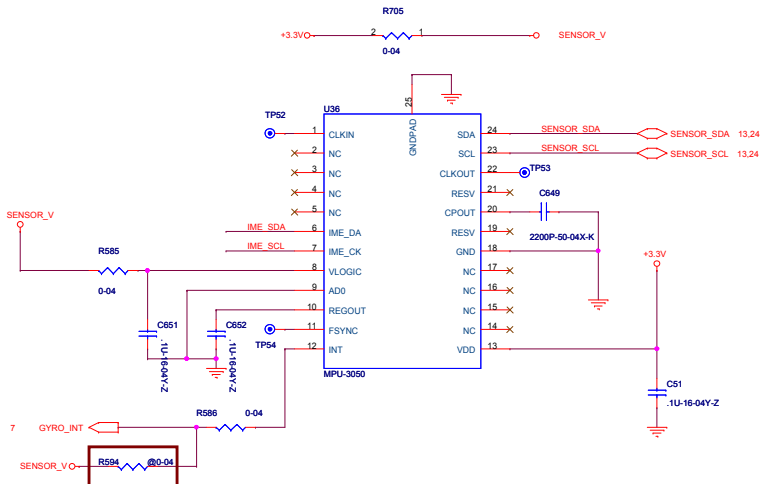 R705
+3.3V 2 1 SENSOR_V
0-04
25
U36
TP52
GNDPAD
1 CLKIN SDA 24 SENSOR_SDA SENSOR_SDA 13,24
2 NC SCL 23 SENSOR_SCL SENSOR_SCL 13,24
3 NC CLKOUT 22 TP53
4 NC RESV 21
C649
5 NC CPOUT 20
SENSOR_V
IME_SDA 6 IME_DA RESV 19
2200P-50-04X-K
IME_SCL 7 IME_CK GND 18
R585
+3.3V
8 VLOGIC NC 17
0-04
9 AD0 NC 16
10 REGOUT NC 15
C651 C652
11 FSYNC NC 14
.1U-16-04Y-Z .1U-16-04Y-Z
TP54
12 INT VDD 13
MPU-3050
C51
.1U-16-04Y-Z
R586 0-04
7 GYRO_INT
SENSOR_V R594 @0-04